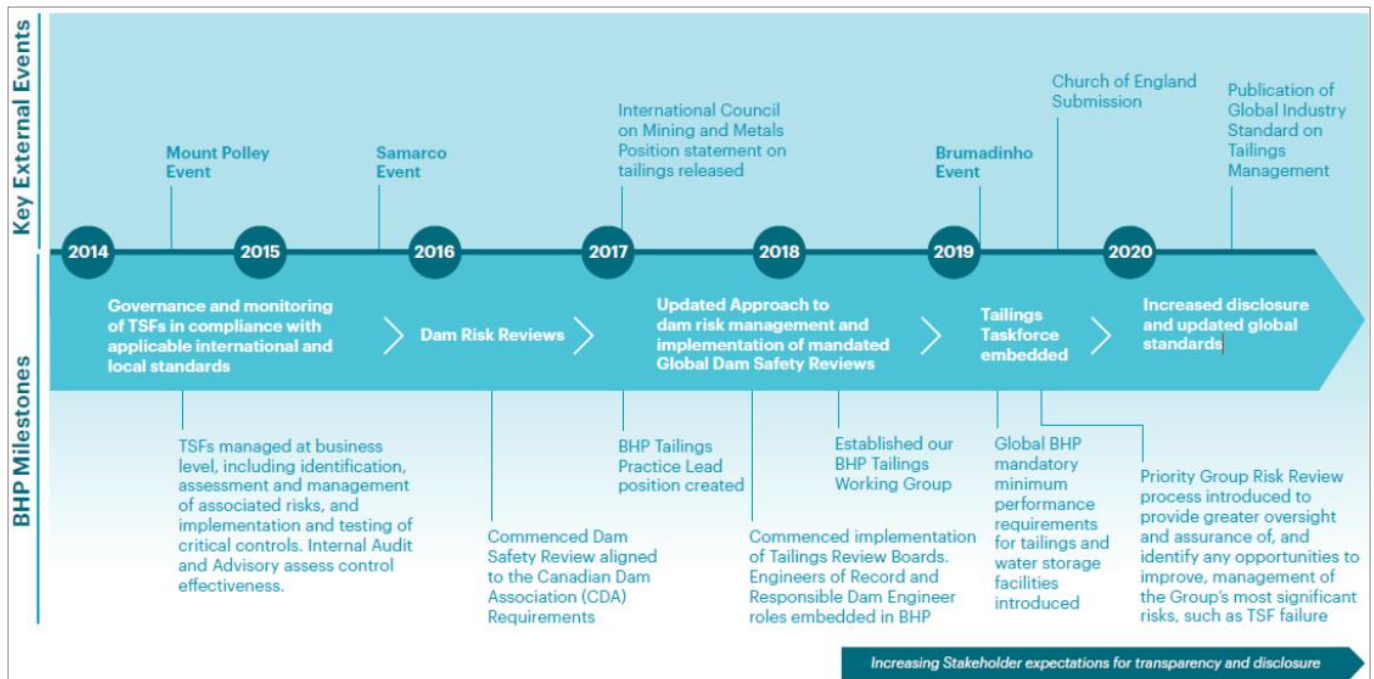 Key External Events
Mount Polley
Event
Samarco
Event
International Council
on Mining and Metals
Position statement on
tailings released
Brumadinho
Event
Church of England
Submission
Publication of
Global Industry
Standard on
Tailings
Management
2014
2015
2016
2017
2018
2019
2020
BHP Milestones
Governance and monitoring
of TSFs in compliance with
applicable international and
local standards
Dam Risk Reviews
Updated Approach to
dam risk management and
implementation of mandated
Global Dam Safety Reviews
Tailings
Taskforce
embedded
Increased disclosure
and updated global
standards
TSFs managed at business
level, including identification,
assessment and management
of associated risks, and
implementation and testing of
critical controls. Internal Audit
and Advisory assess control
effectiveness.
Commenced Dam
Safety Review aligned
to the Canadian Dam
Association (CDA)
Requirements
BHP Tailings
Practice Lead
position created
Commenced implementation
of Tailings Review Boards.
Engineers of Record and
Responsible Dam Engineer
roles embedded in BHP
Established our
BHP Tailings
Working Group
Global BHP
mandatory
minimum
performance
requirements
for tailings and
water storage
facilities
introduced
Priority Group Risk Review
process introduced to
provide greater oversight
and assurance of, and
identify any opportunities to
improve, management of
the Group's most significant
risks, such as TSF failure
Increasing Stakeholder expectations for transparency and disclosure